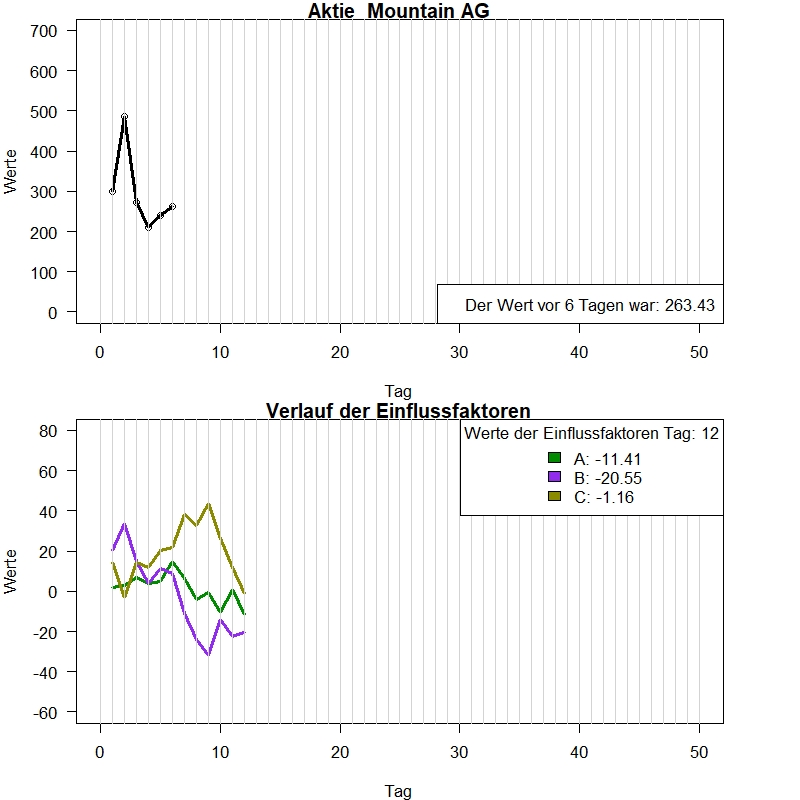 Aktie  Mountain AG
Werte
700
600
500
400
300
200
100
0
Der Wert vor 6 Tagen war: 263.43
0 10 20 30 40 50
Tag
Verlauf der Einflussfaktoren
Werte
80
60
40
20
0
-20
-40
-60
Werte der Einflussfaktoren Tag: 12
A: -11.41
B: -20.55
C: -1.16
0 10 20 30 40 50
Tag